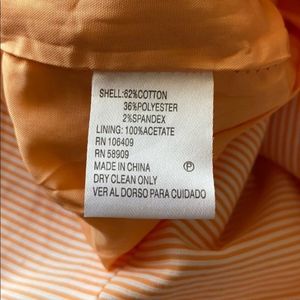 SHELL:62%COTTON
36%POLYESTER
2%SPANDEX
LINING: 100%ACETATE
RN 106409
RN 58909
MADE IN CHINA Ⓟ
DRY CLEAN ONLY
VER AL DORSO PARA CUIDADO